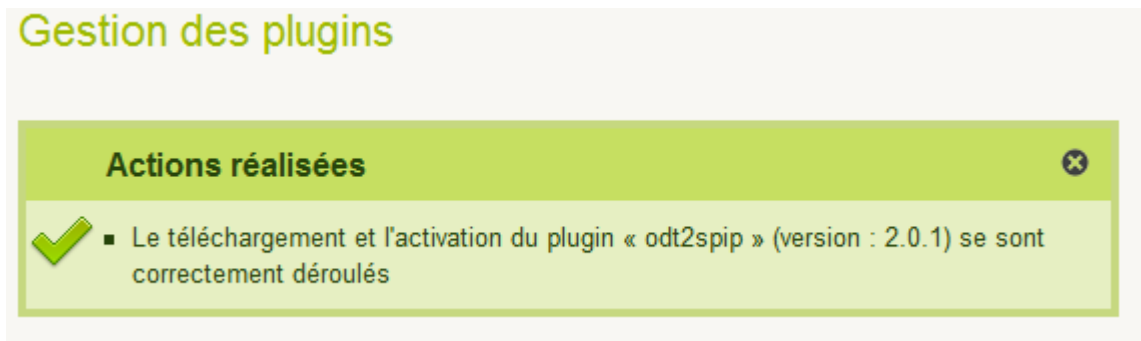 Gestion des plugins
Actions réalisées
Le téléchargement et l'activation du plugin « odt2spip » (version : 2.0.1) se sont
correctement déroulés